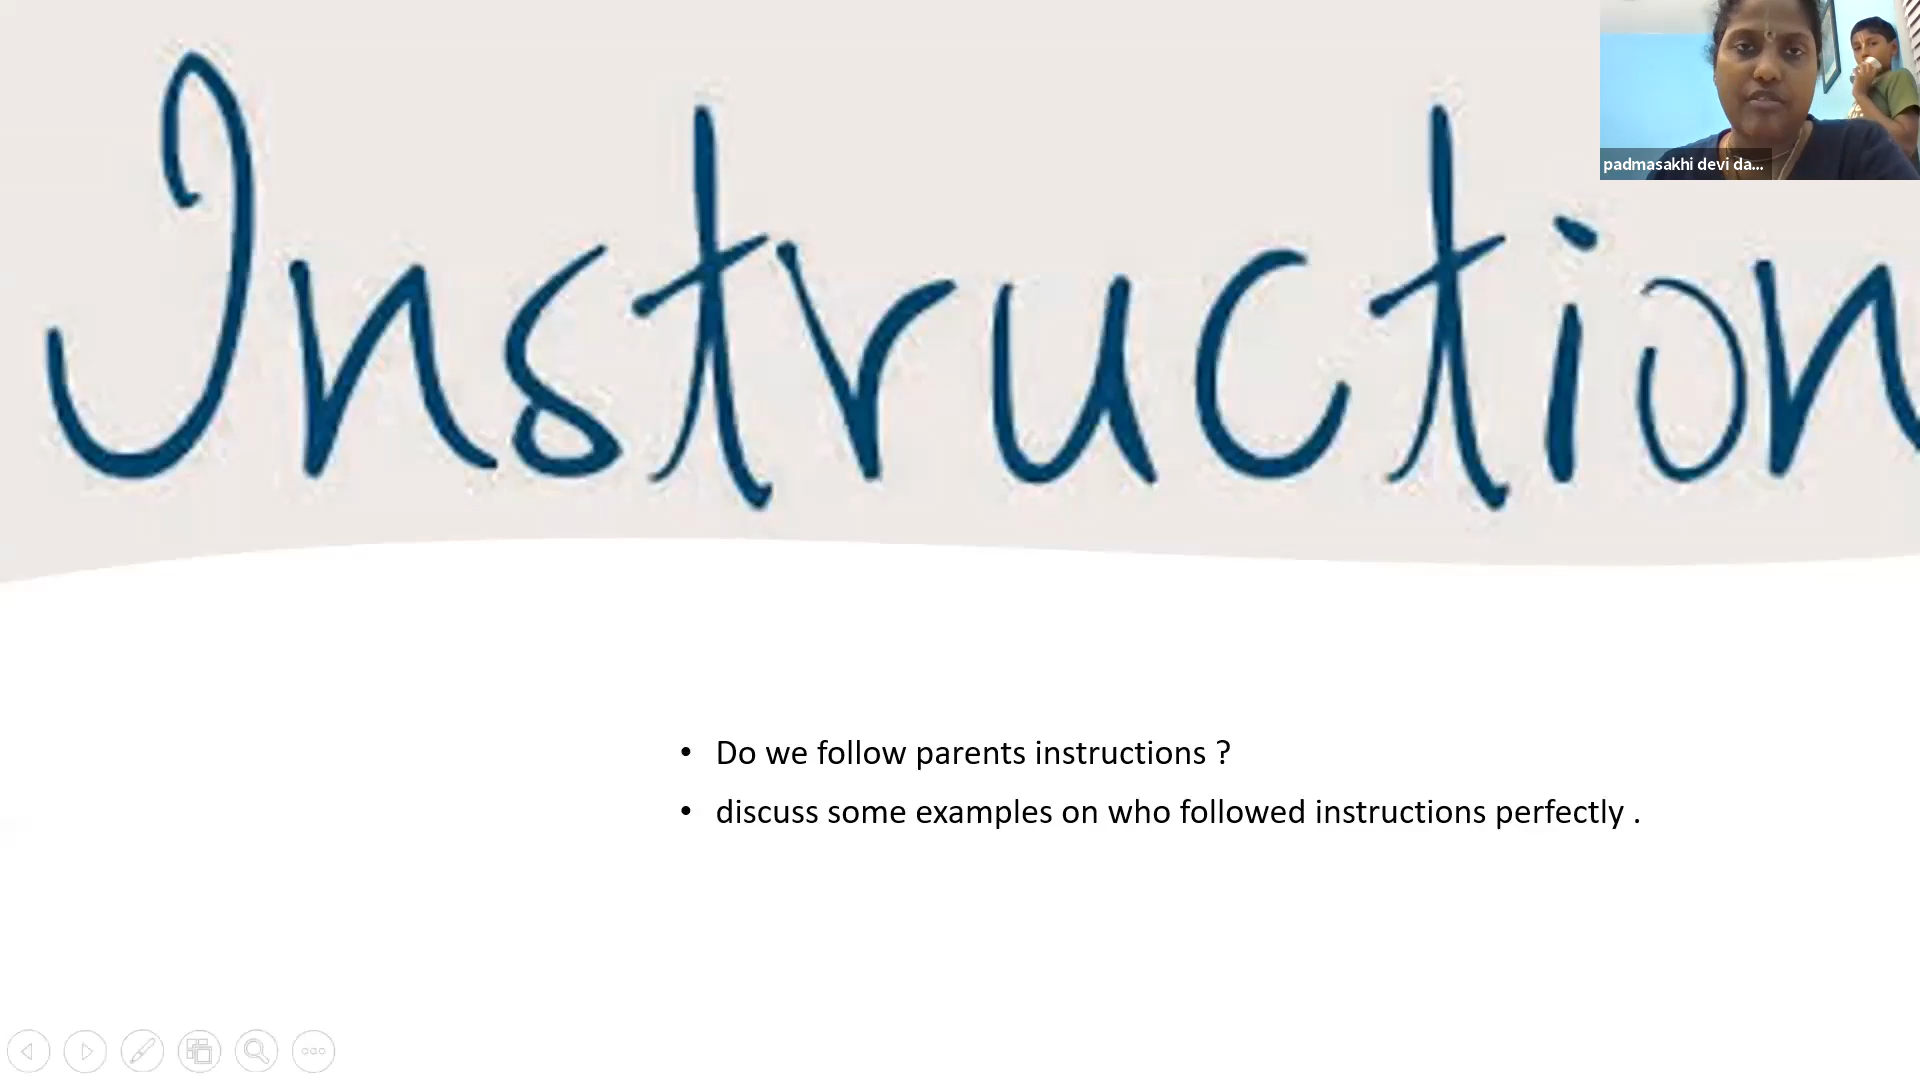 Instruction
padmasakhi devi da...
• Do we follow parents instructions ?
• discuss some examples on who followed instructions perfectly .